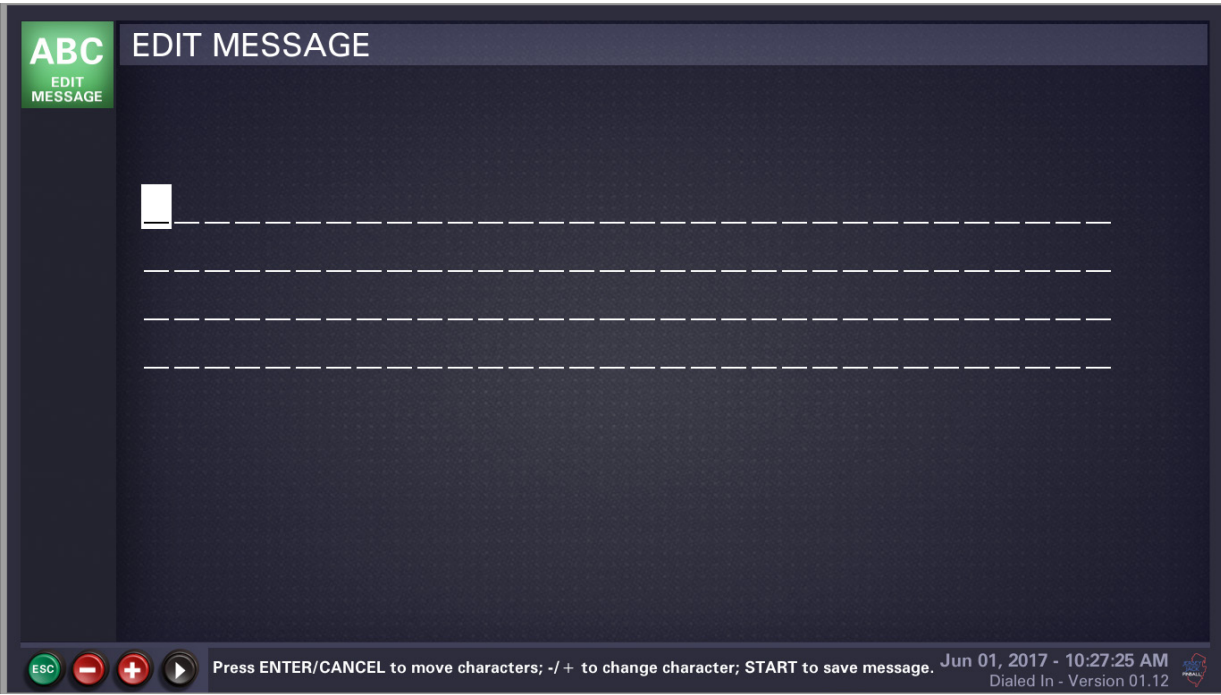 ABC
EDIT
MESSAGE
EDIT MESSAGE
ESC
Press ENTER/CANCEL to move characters; -/+ to change character; START to save message.
Jun 01, 2017 - 10:27:25 AM
Dialed In - Version 01.12